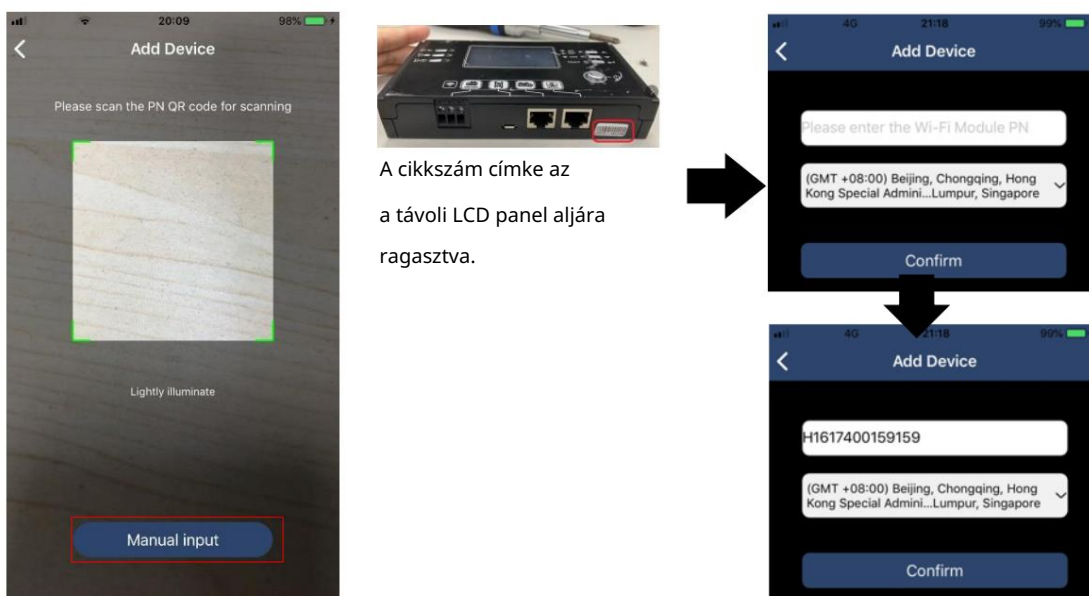 20:09
98%
Add Device
Please scan the PN QR code for scanning
Lightly illuminate
Manual input
A cikkszám címke az
a távoli LCD panel aljára
ragasztva.
4G
21:18
99%
Add Device
Please enter the Wi-Fi Module PN
(GMT +08:00) Beijing, Chongqing, Hong
Kong Special Admini...Lumpur, Singapore
Confirm
4G
21:18
99%
Add Device
H1617400159159
(GMT +08:00) Beijing, Chongqing, Hong
Kong Special Admini...Lumpur, Singapore
Confirm